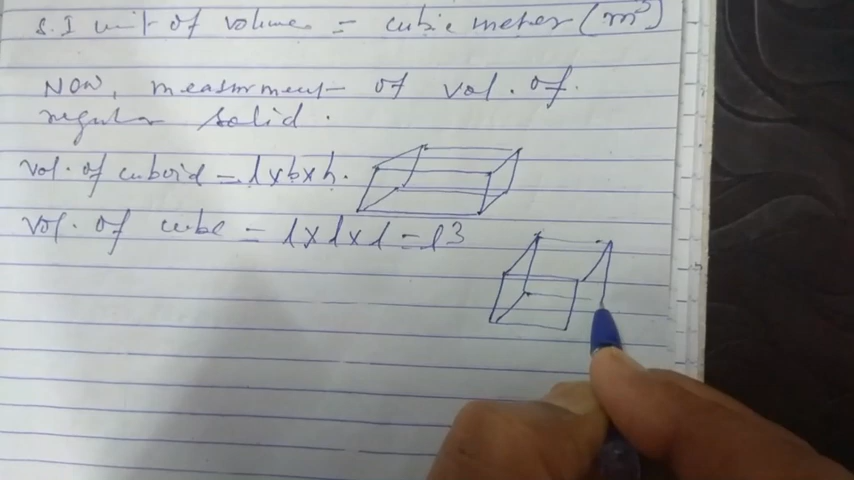 S.I unit of volume = cubic meter (m³)
Now, measurment of vol. of.
regular solid.
vol. of cuboid = l×b×h.
vol. of cube = l×l×l = l3